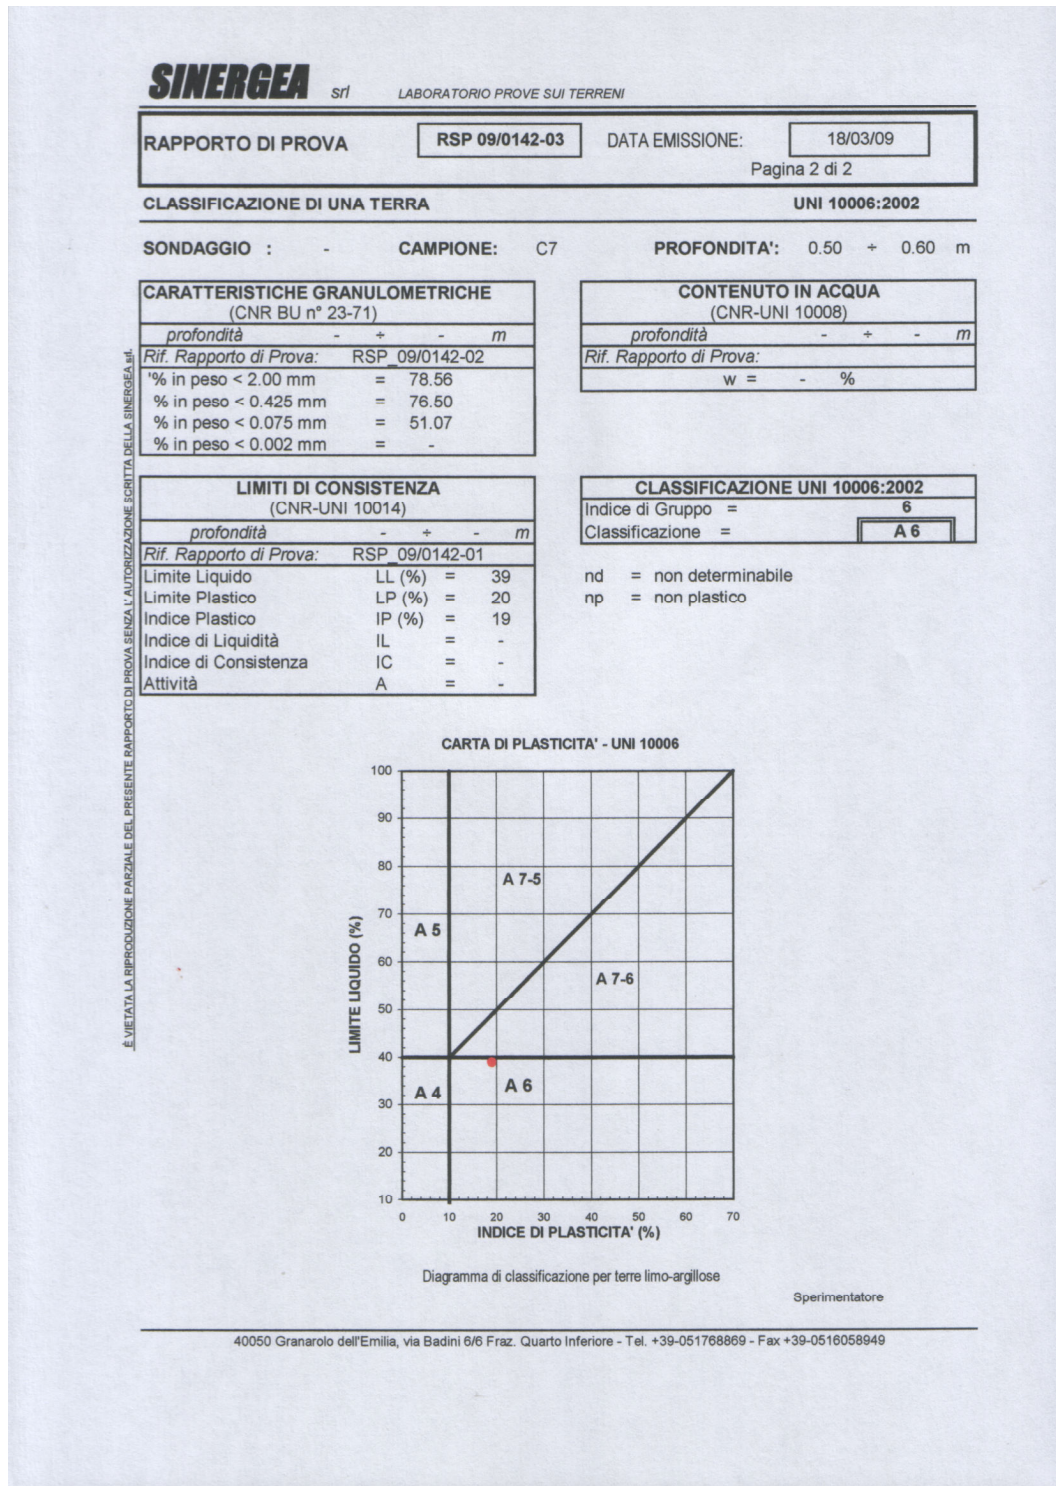 SINERGEA srl LABORATORIO PROVE SUI TERRENI
RAPPORTO DI PROVA RSP 09/0142-03 DATA EMISSIONE: 18/03/09
Pagina 2 di 2
CLASSIFICAZIONE DI UNA TERRA UNI 10006:2002
SONDAGGIO : - CAMPIONE: C7 PROFONDITA': 0.50 ÷ 0.60 m
CARATTERISTICHE GRANULOMETRICHE
(CNR BU n° 23-71)
profondità - ÷ - m
Rif. Rapporto di Prova: RSP_09/0142-02
'% in peso < 2.00 mm = 78.56
% in peso < 0.425 mm = 76.50
% in peso < 0.075 mm = 51.07
% in peso < 0.002 mm = -
CONTENUTO IN ACQUA
(CNR-UNI 10008)
profondità - ÷ - m
Rif. Rapporto di Prova:
w = - %
LIMITI DI CONSISTENZA
(CNR-UNI 10014)
profondità - ÷ - m
Rif. Rapporto di Prova: RSP_09/0142-01
Limite Liquido LL (%) = 39
Limite Plastico LP (%) = 20
Indice Plastico IP (%) = 19
Indice di Liquidità IL = -
Indice di Consistenza IC = -
Attività A = -
CLASSIFICAZIONE UNI 10006:2002
Indice di Gruppo = 6
Classificazione = A 6
nd = non determinabile
np = non plastico
È VIETATA LA RIPRODUZIONE PARZIALE DEL PRESENTE RAPPORTO DI PROVA SENZA L' AUTORIZZAZIONE SCRITTA DELLA SINERGEA srl.
CARTA DI PLASTICITA' - UNI 10006
100
90
80
70
60
50
40
30
20
10
LIMITE LIQUIDO (%)
A 7-5
A 5
A 7-6
A 6
A 4
0 10 20 30 40 50 60 70
INDICE DI PLASTICITA' (%)
Diagramma di classificazione per terre limo-argillose
Sperimentatore
40050 Granarolo dell'Emilia, via Badini 6/6 Fraz. Quarto Inferiore - Tel. +39-051768869 - Fax +39-0516058949